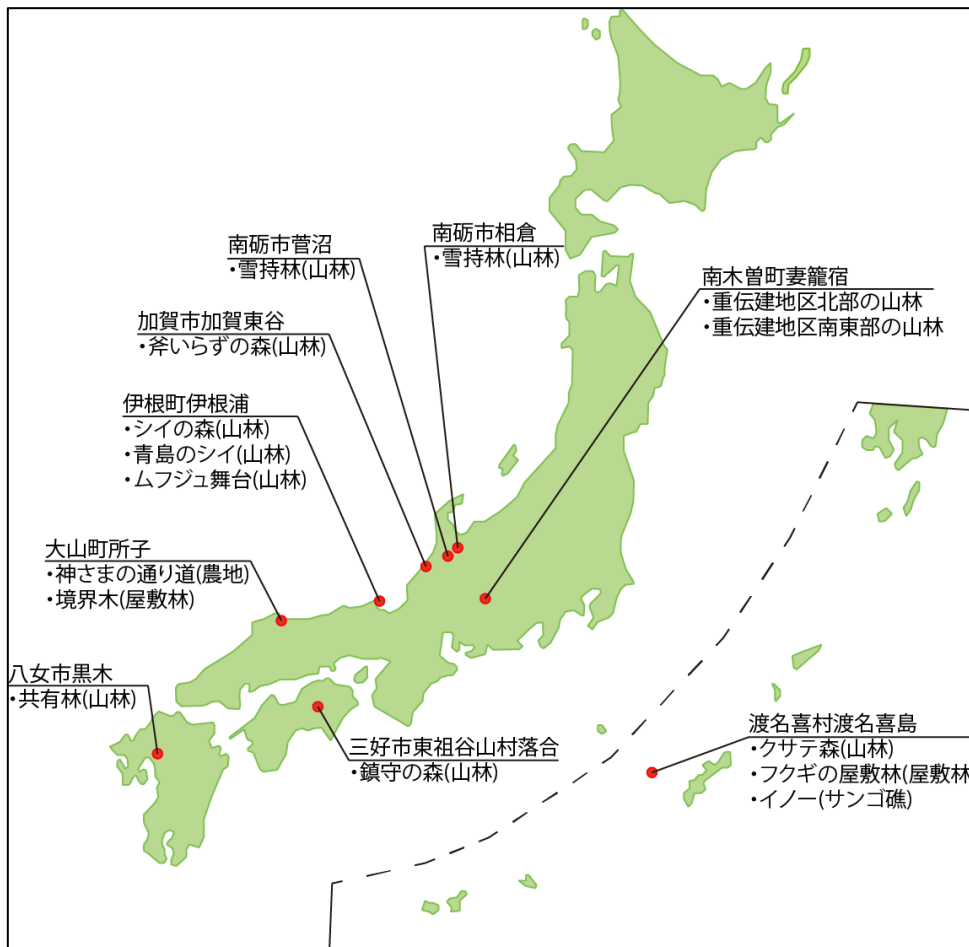 南砺市相倉
・雪持林(山林)
南砺市菅沼
・雪持林(山林)
南木曽町妻籠宿
・重伝建地区北部の山林
・重伝建地区南東部の山林
加賀市加賀東谷
・斧いらずの森(山林)
伊根町伊根浦
・シイの森(山林)
・青島のシイ(山林)
・ムフジュ舞台(山林)
大山町所子
・神さまの通り道(農地)
・境界木(屋敷林)
八女市黒木
・共有林(山林)
三好市東祖谷山村落合
・鎮守の森(山林)
渡名喜村渡名喜島
・クサテ森(山林)
・フクギの屋敷林(屋敷林
・イノー(サンゴ礁)